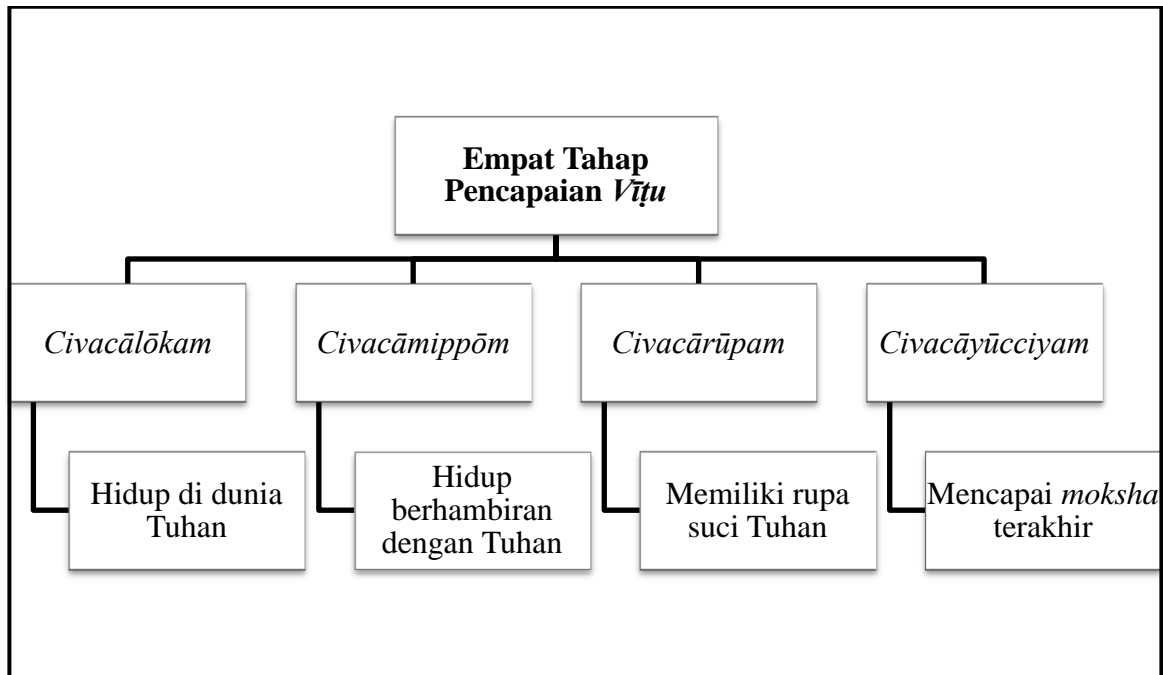 Empat Tahap
Pencapaian Vīṭu
Civacālōkam
Civacāmippōm
Civacārūpam
Civacāyūcciyam
Hidup di dunia
Tuhan
Hidup
berhambiran
dengan Tuhan
Memiliki rupa
suci Tuhan
Mencapai moksha
terakhir